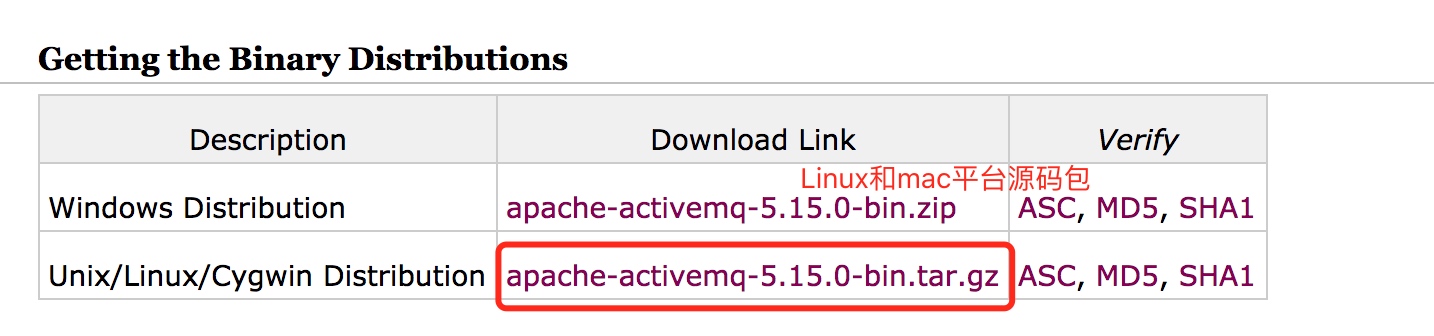 Getting the Binary Distributions
Description Download Link Verify
Linux和mac平台源码包
Windows Distribution apache-activemq-5.15.0-bin.zip ASC, MD5, SHA1
Unix/Linux/Cygwin Distribution apache-activemq-5.15.0-bin.tar.gz ASC, MD5, SHA1